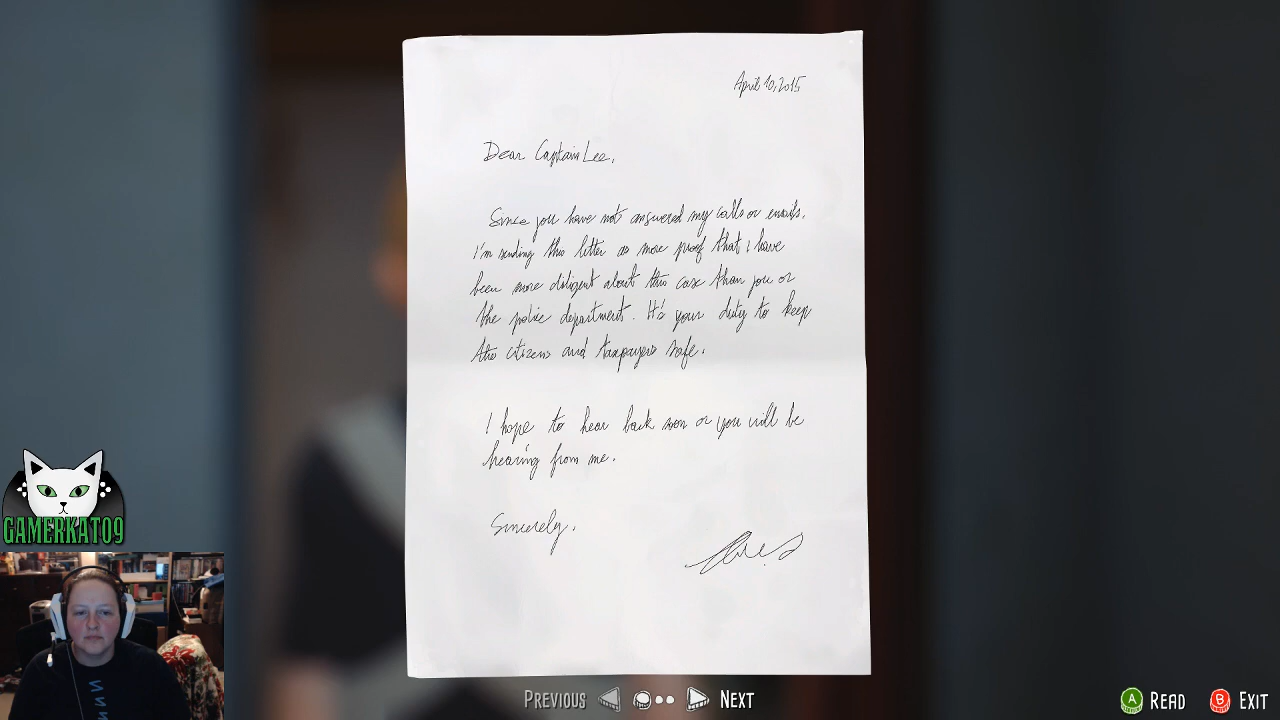 April 10, 2015
Dear Captain Lee,
Since you have not answered my calls or emails,
I'm sending this letter as more proof that I have
been more diligent about this case than you or
the police department. It's your duty to keep
the citizens and taxpayers safe.
I hope to hear back soon or you will be
hearing from me.
Sincerely,
GAMERKAT09
PREVIOUS NEXT
A READ B EXIT